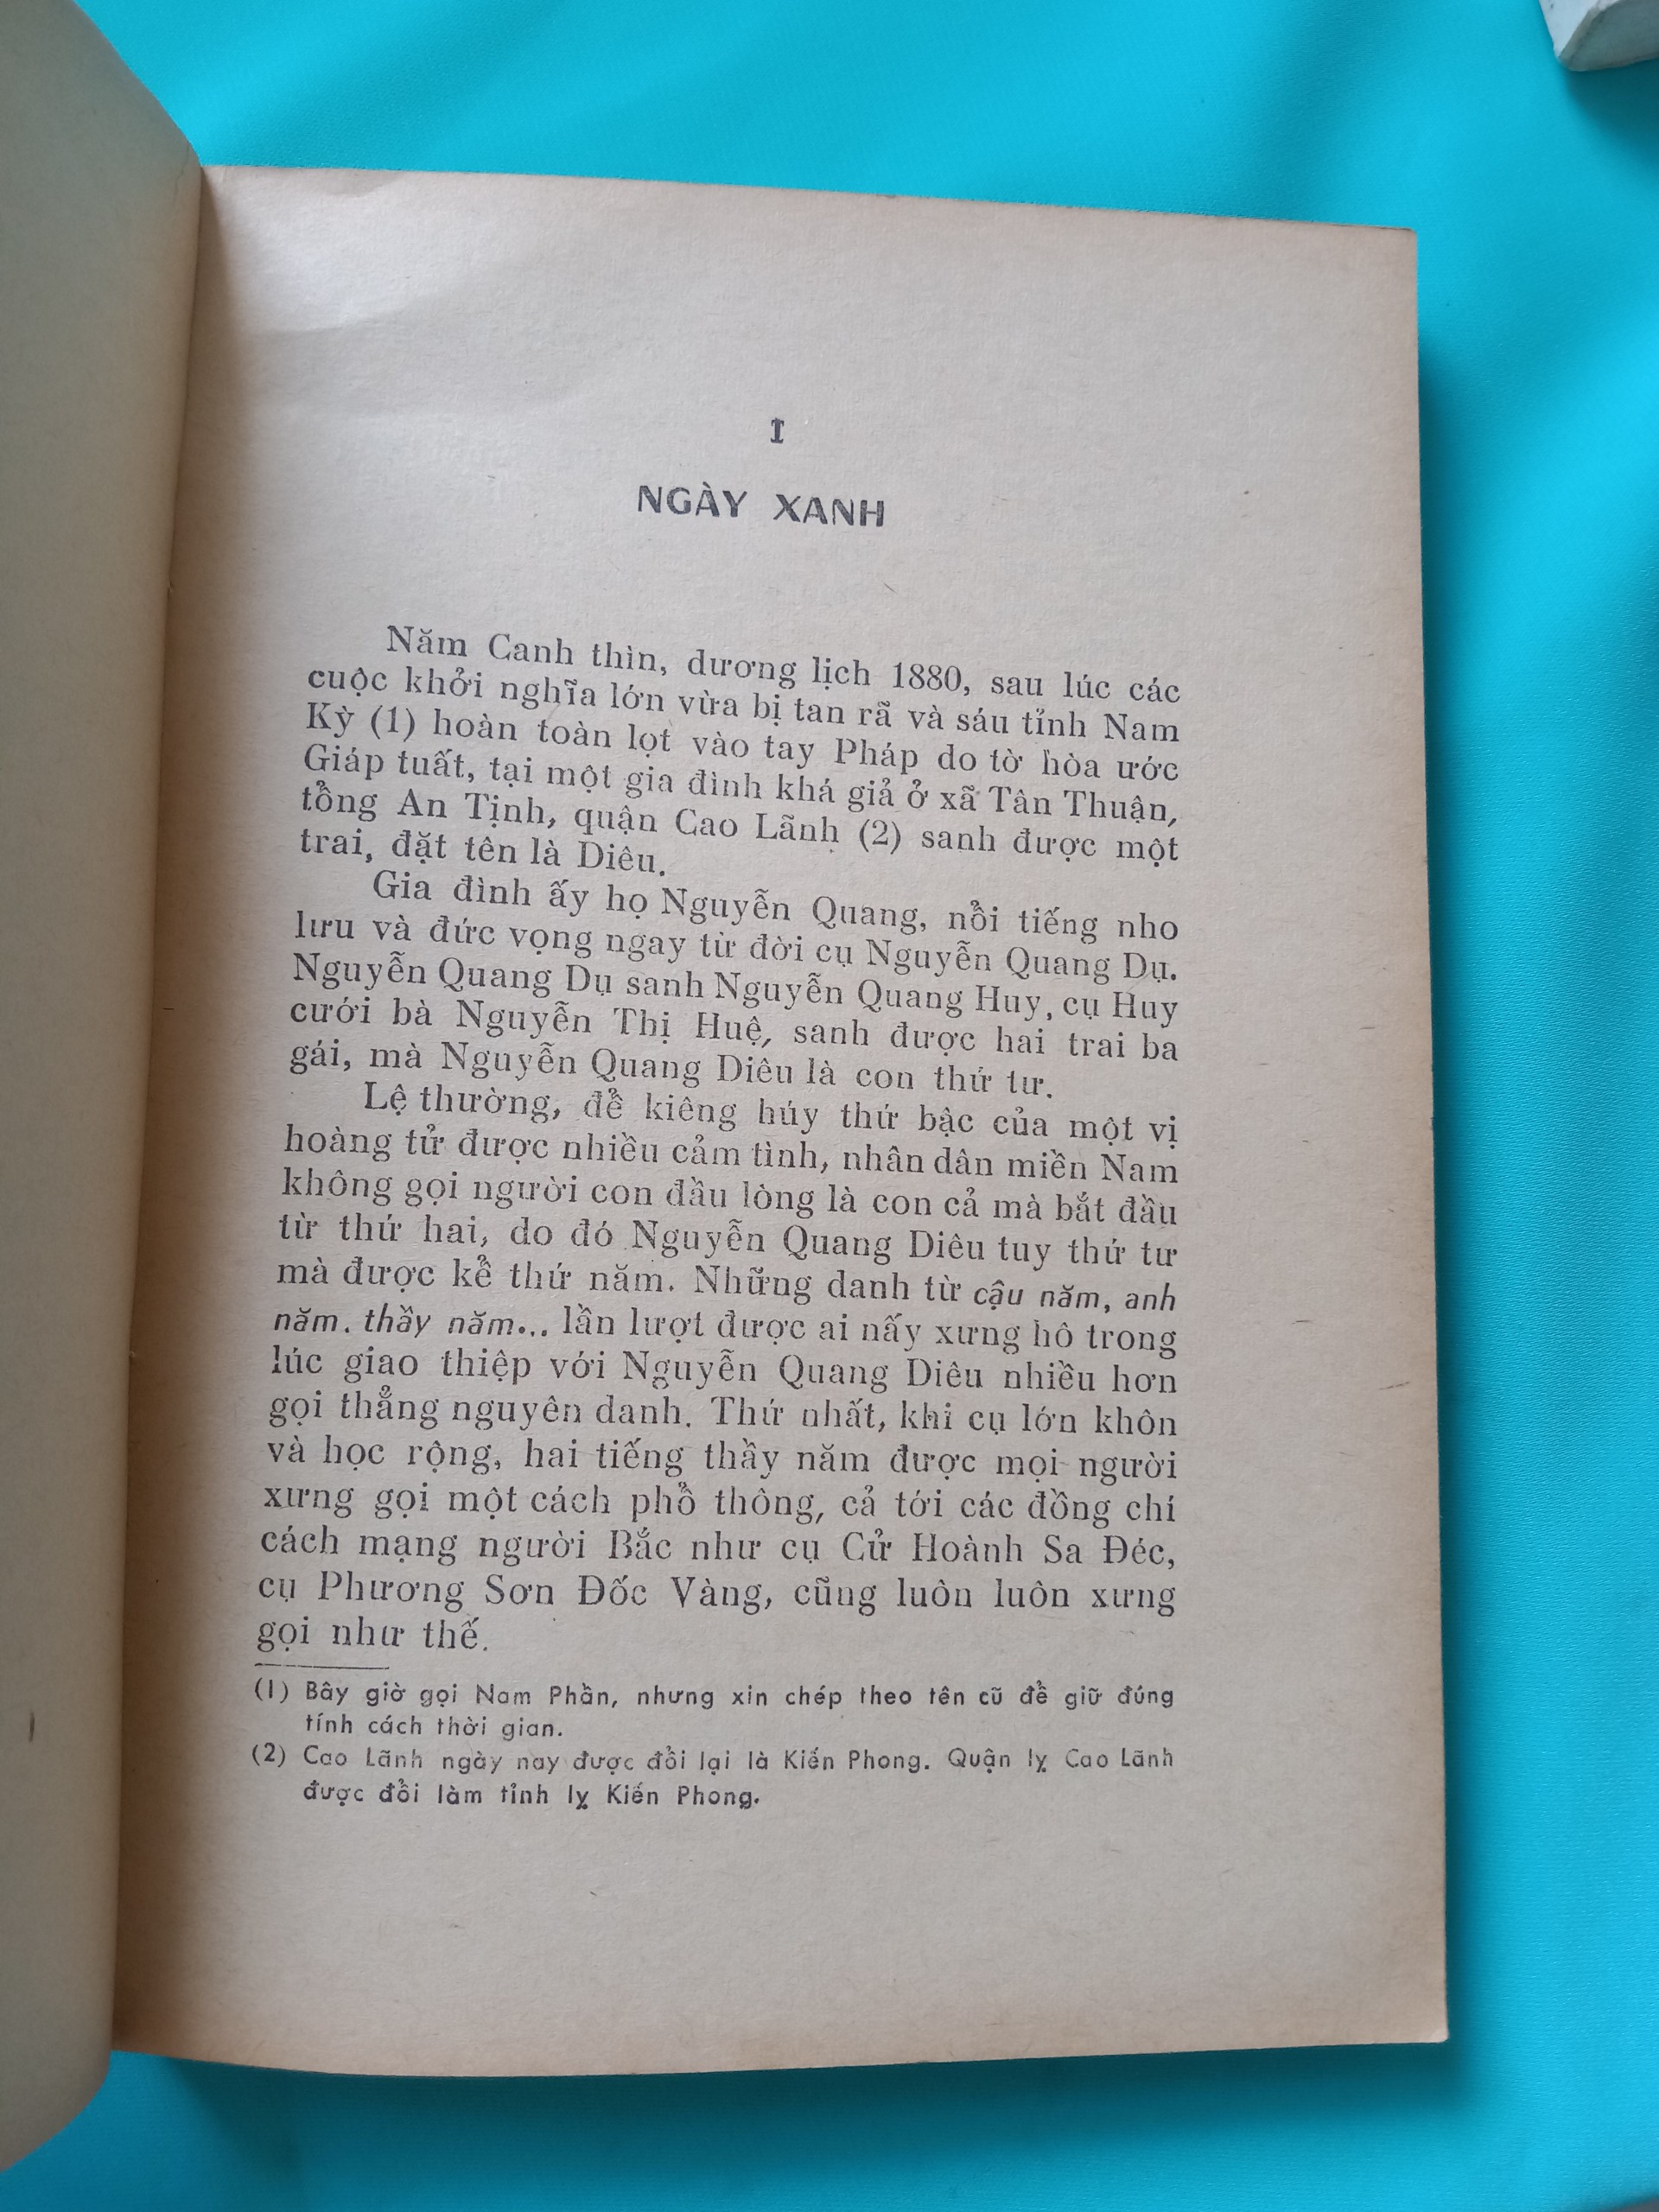 I
NGÀY XANH
Năm Canh thìn, dương lịch 1880, sau lúc các
cuộc khởi nghĩa lớn vừa bị tan rã và sáu tỉnh Nam
Kỳ (1) hoàn toàn lọt vào tay Pháp do tờ hòa ước
Giáp tuất, tại một gia đình khá giả ở xã Tân Thuận,
tổng An Tịnh, quận Cao Lãnh (2) sanh được một
trai, đặt tên là Diêu.
Gia đình ấy họ Nguyễn Quang, nổi tiếng nho
lưu và đức vọng ngay từ đời cụ Nguyễn Quang Dụ.
Nguyễn Quang Dụ sanh Nguyễn Quang Huy, cụ Huy
cưới bà Nguyễn Thị Huệ, sanh được hai trai ba
gái, mà Nguyễn Quang Diêu là con thứ tư.
Lệ thường, để kiêng húy thứ bậc của một vị
hoàng tử được nhiều cảm tình, nhân dân miền Nam
không gọi người con đầu lòng là con cả mà bắt đầu
từ thứ hai, do đó Nguyễn Quang Diêu tuy thứ tư
mà được kể thứ năm. Những danh từ cậu năm, anh
năm. thầy năm... lần lượt được ai nấy xưng hô trong
lúc giao thiệp với Nguyễn Quang Diêu nhiều hơn
gọi thẳng nguyên danh. Thứ nhất, khi cụ lớn khôn
và học rộng, hai tiếng thầy năm được mọi người
xưng gọi một cách phổ thông, cả tới các đồng chí
cách mạng người Bắc như cụ Cử Hoành Sa Đéc,
cụ Phương Sơn Đốc Vàng, cũng luôn luôn xưng
gọi như thế.
(1) Bây giờ gọi Nam Phần, nhưng xin chép theo tên cũ để giữ đúng
tính cách thời gian.
(2) Cao Lãnh ngày nay được đổi lại là Kiến Phong. Quận lỵ Cao Lãnh
được đổi làm tỉnh lỵ Kiến Phong.